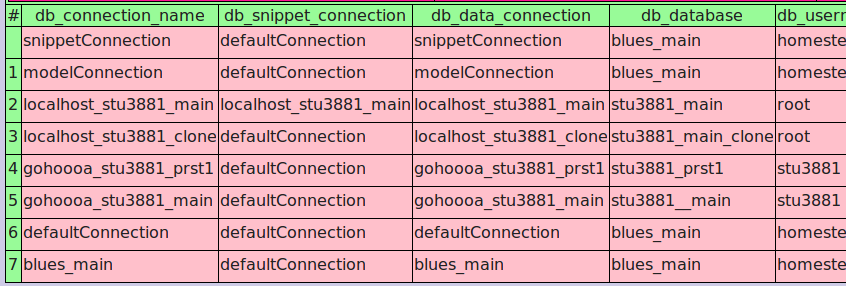 # db_connection_name db_snippet_connection db_data_connection db_database db_usern
snippetConnection defaultConnection snippetConnection blues_main homeste
1 modelConnection defaultConnection modelConnection blues_main homeste
2 localhost_stu3881_main localhost_stu3881_main localhost_stu3881_main stu3881_main root
3 localhost_stu3881_clone defaultConnection localhost_stu3881_clone stu3881_main_clone root
4 gohoooa_stu3881_prst1 defaultConnection gohoooa_stu3881_prst1 stu3881_prst1 stu3881
5 gohoooa_stu3881_main defaultConnection gohoooa_stu3881_main stu3881__main stu3881
6 defaultConnection defaultConnection defaultConnection blues_main homeste
7 blues_main defaultConnection blues_main blues_main homeste